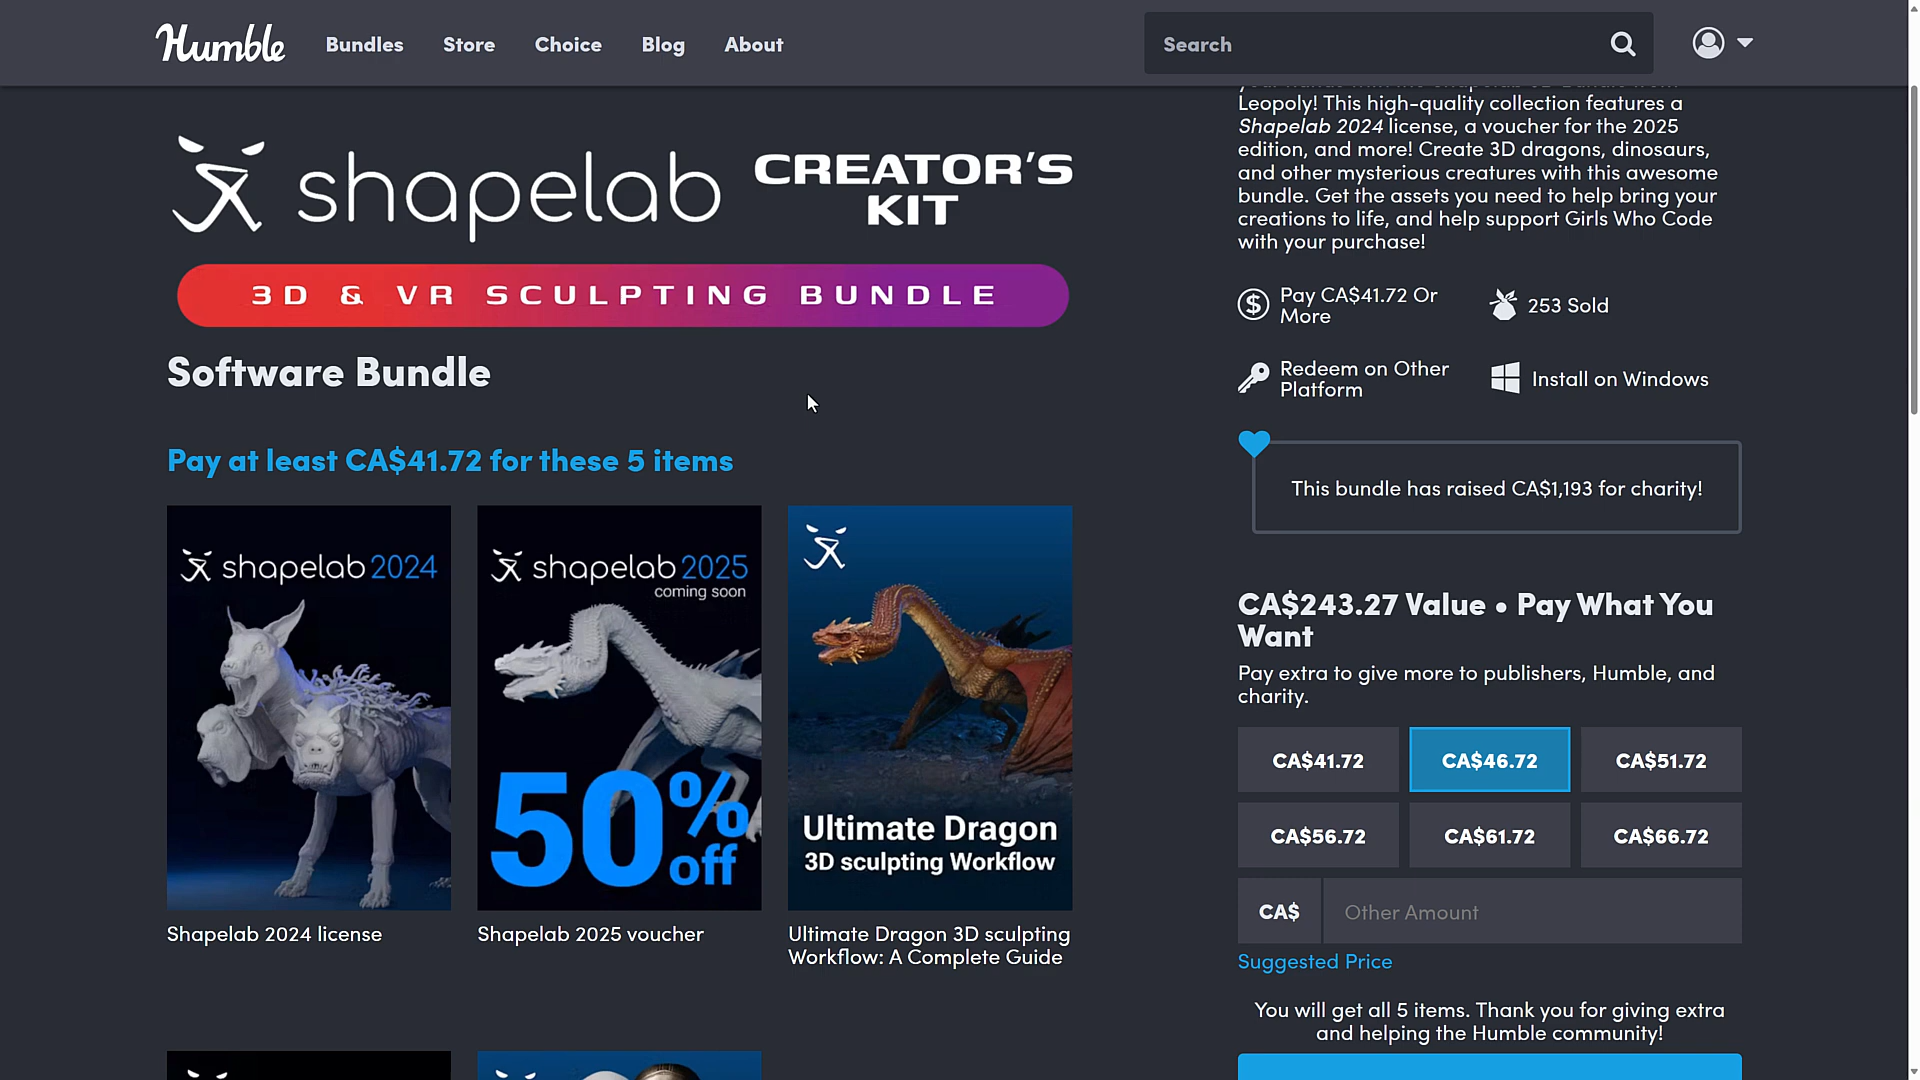 Humble
Bundles
Store
Choice
Blog
About
Search
shapelab CREATOR'S KIT
3D & VR SCULPTING BUNDLE
Software Bundle
Pay at least CA$41.72 for these 5 items
shapelab 2024
Shapelab 2024 license
shapelab 2025
coming soon
50% off
Shapelab 2025 voucher
Ultimate Dragon
3D sculpting Workflow
Ultimate Dragon 3D sculpting
Workflow: A Complete Guide
Leopoly! This high-quality collection features a
Shapelab 2024 license, a voucher for the 2025
edition, and more! Create 3D dragons, dinosaurs,
and other mysterious creatures with this awesome
bundle. Get the assets you need to help bring your
creations to life, and help support Girls Who Code
with your purchase!
Pay CA$41.72 Or
More
253 Sold
Redeem on Other
Platform
Install on Windows
This bundle has raised CA$1,193 for charity!
CA$243.27 Value • Pay What You
Want
Pay extra to give more to publishers, Humble, and
charity.
CA$41.72
CA$46.72
CA$51.72
CA$56.72
CA$61.72
CA$66.72
CA$
Other Amount
Suggested Price
You will get all 5 items. Thank you for giving extra
and helping the Humble community!